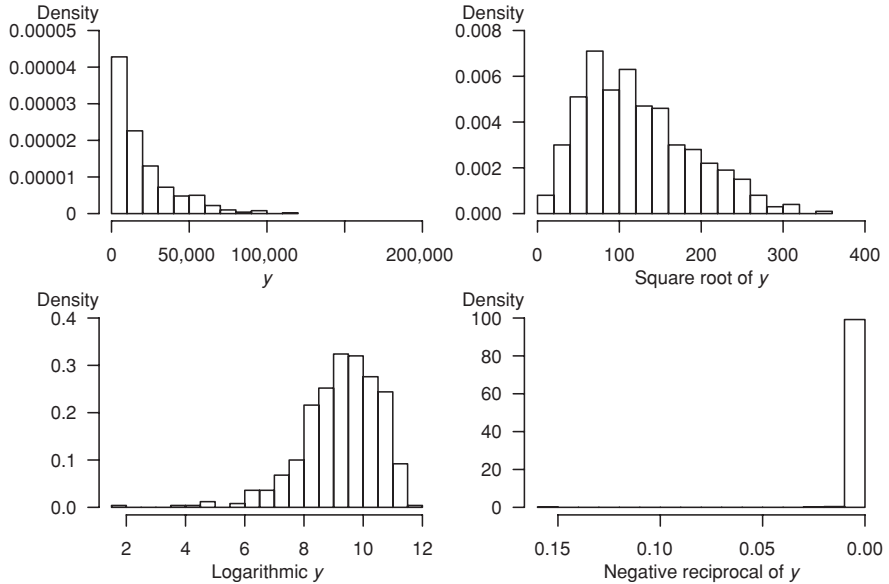 Density
0.00005
0.00004
0.00003
0.00002
0.00001
0
0 50,000 100,000 200,000
y
Density
0.008
0.006
0.004
0.002
0.000
0 100 200 300 400
Square root of y
Density
0.4
0.3
0.2
0.1
0.0
2 4 6 8 10 12
Logarithmic y
Density
100
80
60
40
20
0
0.15 0.10 0.05 0.00
Negative reciprocal of y